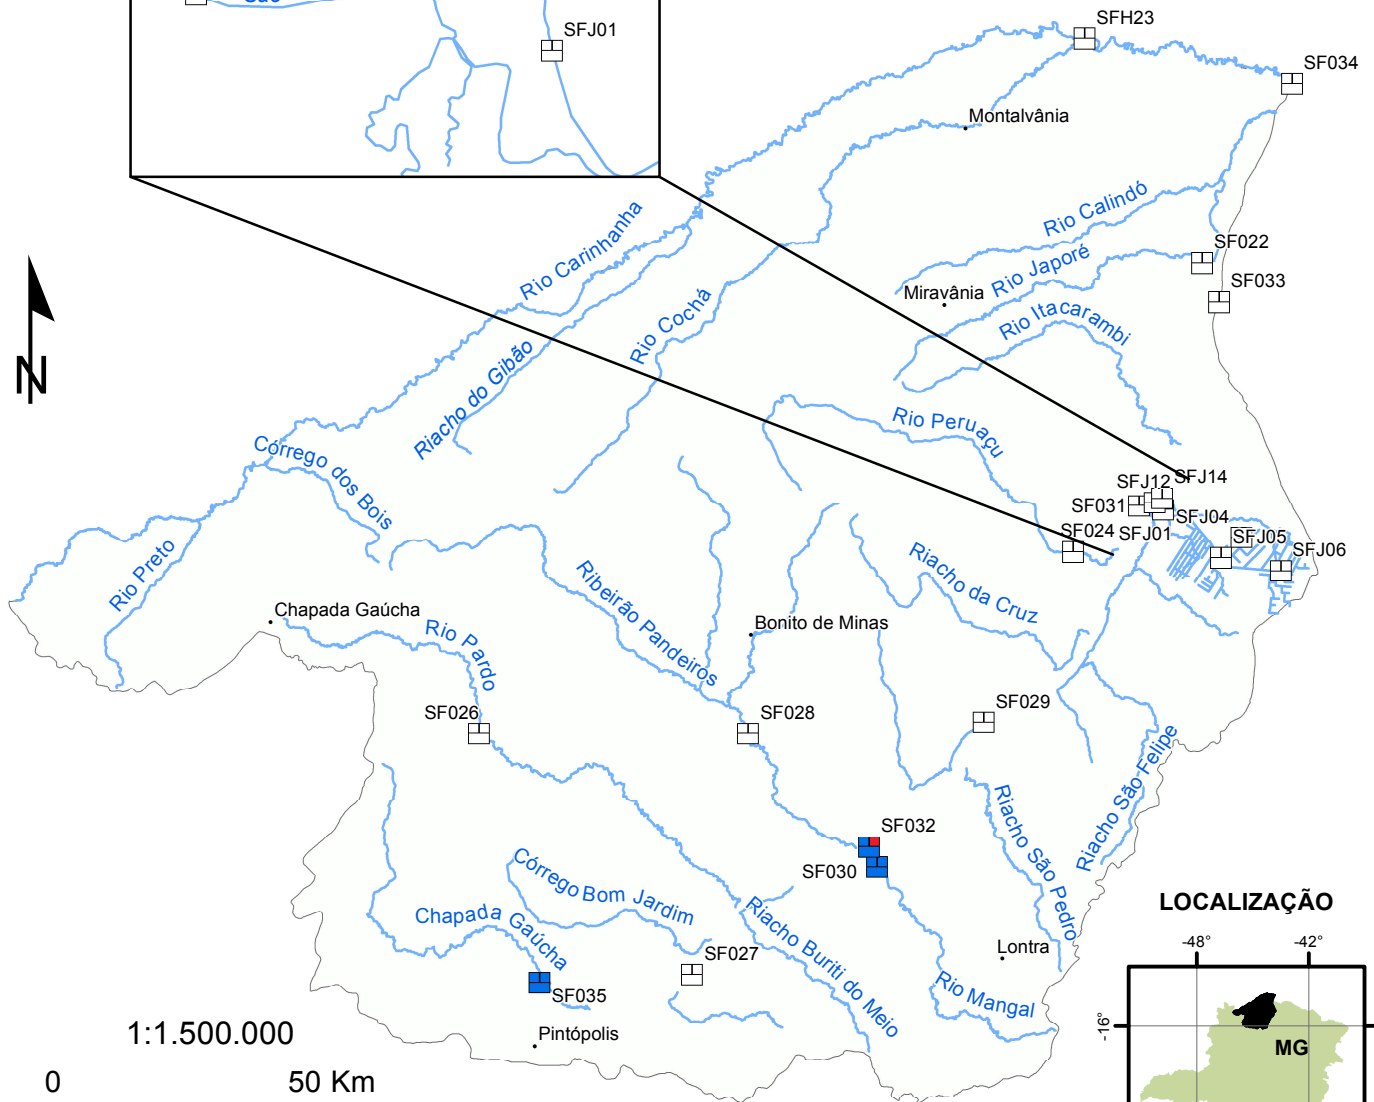 SFJ01
SFH23
SF034
Montalvânia
Rio Calindó
Rio Carinhanha
SF022
Rio Japoré
SF033
Miravânia
Rio Cochá
Rio Itacarambi
N
Riacho do Gibão
Rio Peruaçu
Córrego dos Bois
SFJ12
SFJ14
SF031
SFJ04
SF024
SFJ01
SFJ05
SFJ06
Rio Preto
Riacho da Cruz
Ribeirão Pandeiros
Chapada Gaúcha
Bonito de Minas
Rio Pardo
SF026
SF028
SF029
Riacho São Felipe
Riacho São Pedro
SF032
SF030
Córrego Bom Jardim
Chapada Gaúcha
Riacho Buriti do Meio
LOCALIZAÇÃO
-48°
-42°
Lontra
SF027
SF035
Rio Mangal
-16°
MG
1:1.500.000
Pintópolis
0
50 Km